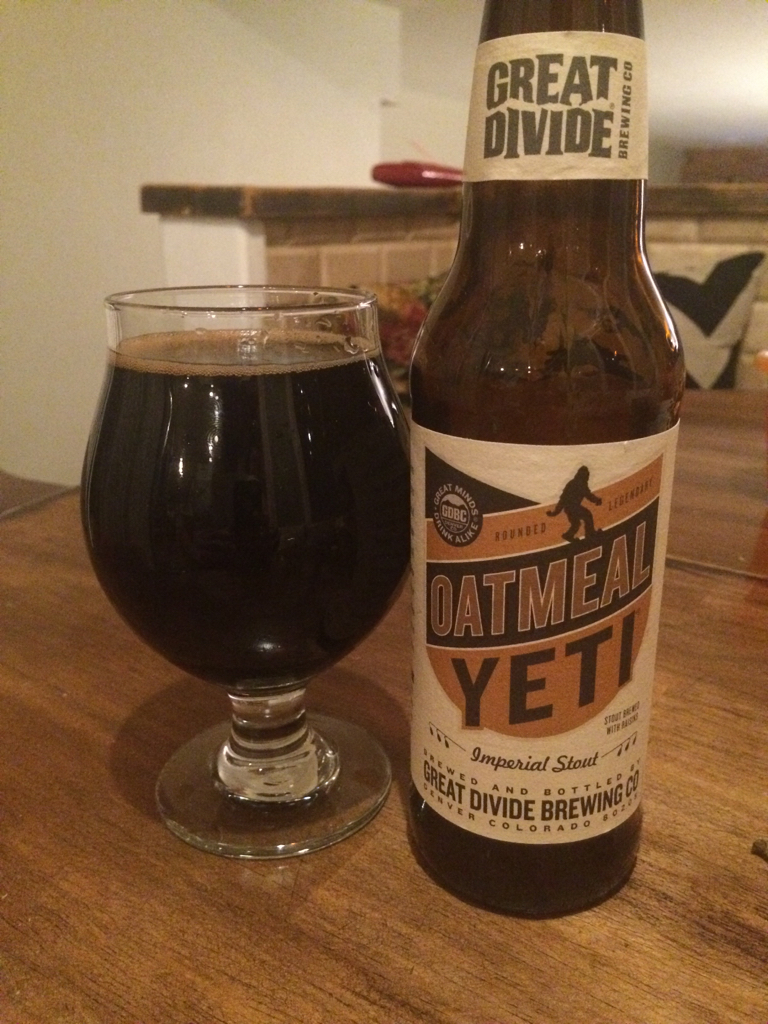 GREAT
DIVIDE
BREWING CO
GREAT MINDS
GDBC
DRINK ALIKE
ROUNDED LEGENDARY
OATMEAL
YETI
STOUT BREWED
WITH RAISINS
Imperial Stout
BREWED AND BOTTLED BY
GREAT DIVIDE BREWING CO
DENVER COLORADO